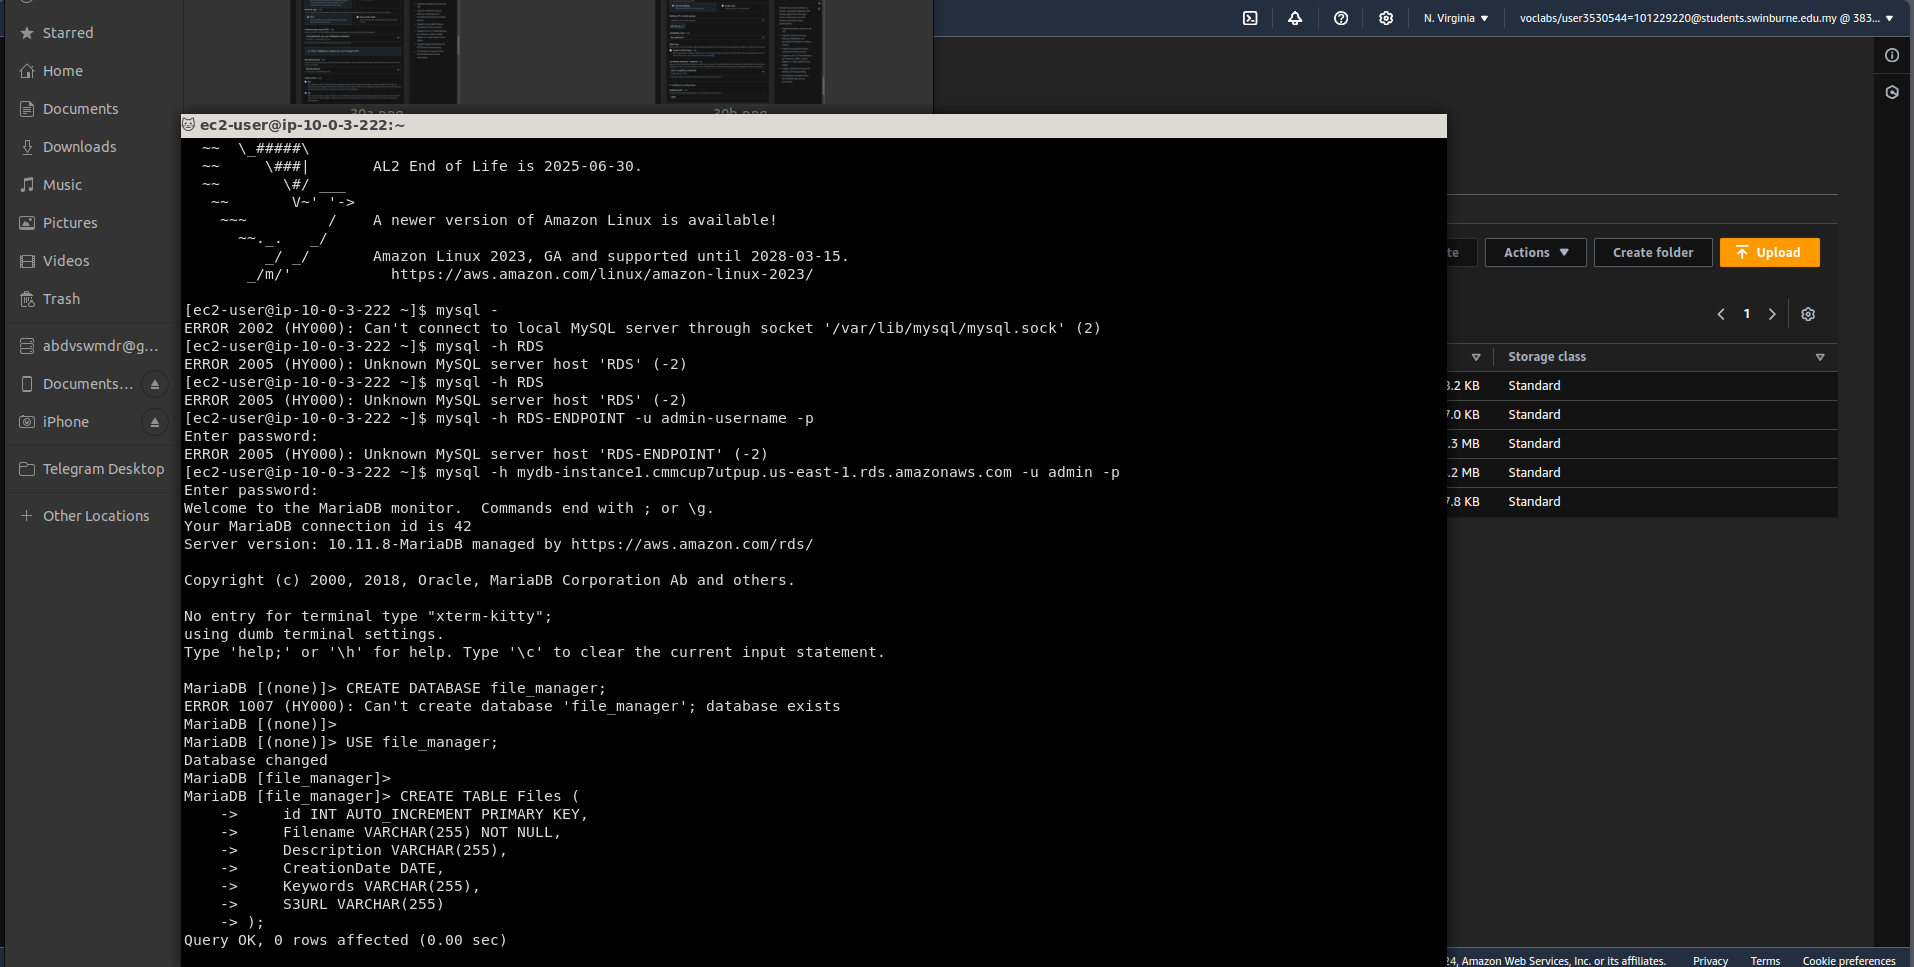 Starred
Home
Documents
Downloads
Music
Pictures
Videos
Trash
abdvswmdr@g...
Documents...
iPhone
Telegram Desktop
Other Locations
N. Virginia
voclabs/user3530544=101229220@students.swinburne.edu.my @ 383...
ec2-user@ip-10-0-3-222:~
~~  \_#####\
~~     \###|       AL2 End of Life is 2025-06-30.
~~       \#/ ___
~~       V~' '->
~~~         /    A newer version of Amazon Linux is available!
~~._.   _/
_/ _/       Amazon Linux 2023, GA and supported until 2028-03-15.
_/m/'           https://aws.amazon.com/linux/amazon-linux-2023/
[ec2-user@ip-10-0-3-222 ~]$ mysql -
ERROR 2002 (HY000): Can't connect to local MySQL server through socket '/var/lib/mysql/mysql.sock' (2)
[ec2-user@ip-10-0-3-222 ~]$ mysql -h RDS
ERROR 2005 (HY000): Unknown MySQL server host 'RDS' (-2)
[ec2-user@ip-10-0-3-222 ~]$ mysql -h RDS
ERROR 2005 (HY000): Unknown MySQL server host 'RDS' (-2)
[ec2-user@ip-10-0-3-222 ~]$ mysql -h RDS-ENDPOINT -u admin-username -p
Enter password:
ERROR 2005 (HY000): Unknown MySQL server host 'RDS-ENDPOINT' (-2)
[ec2-user@ip-10-0-3-222 ~]$ mysql -h mydb-instance1.cmmcup7utpup.us-east-1.rds.amazonaws.com -u admin -p
Enter password:
Welcome to the MariaDB monitor.  Commands end with ; or \g.
Your MariaDB connection id is 42
Server version: 10.11.8-MariaDB managed by https://aws.amazon.com/rds/
Copyright (c) 2000, 2018, Oracle, MariaDB Corporation Ab and others.
No entry for terminal type "xterm-kitty";
using dumb terminal settings.
Type 'help;' or '\h' for help. Type '\c' to clear the current input statement.
MariaDB [(none)]> CREATE DATABASE file_manager;
ERROR 1007 (HY000): Can't create database 'file_manager'; database exists
MariaDB [(none)]>
MariaDB [(none)]> USE file_manager;
Database changed
MariaDB [file_manager]>
MariaDB [file_manager]> CREATE TABLE Files (
->     id INT AUTO_INCREMENT PRIMARY KEY,
->     Filename VARCHAR(255) NOT NULL,
->     Description VARCHAR(255),
->     CreationDate DATE,
->     Keywords VARCHAR(255),
->     S3URL VARCHAR(255)
-> );
Query OK, 0 rows affected (0.00 sec)
te
Actions
Create folder
Upload
1
Storage class
.2 KB Standard
.0 KB Standard
.3 MB Standard
.2 MB Standard
.8 KB Standard
24, Amazon Web Services, Inc. or its affiliates.
Privacy
Terms
Cookie preferences